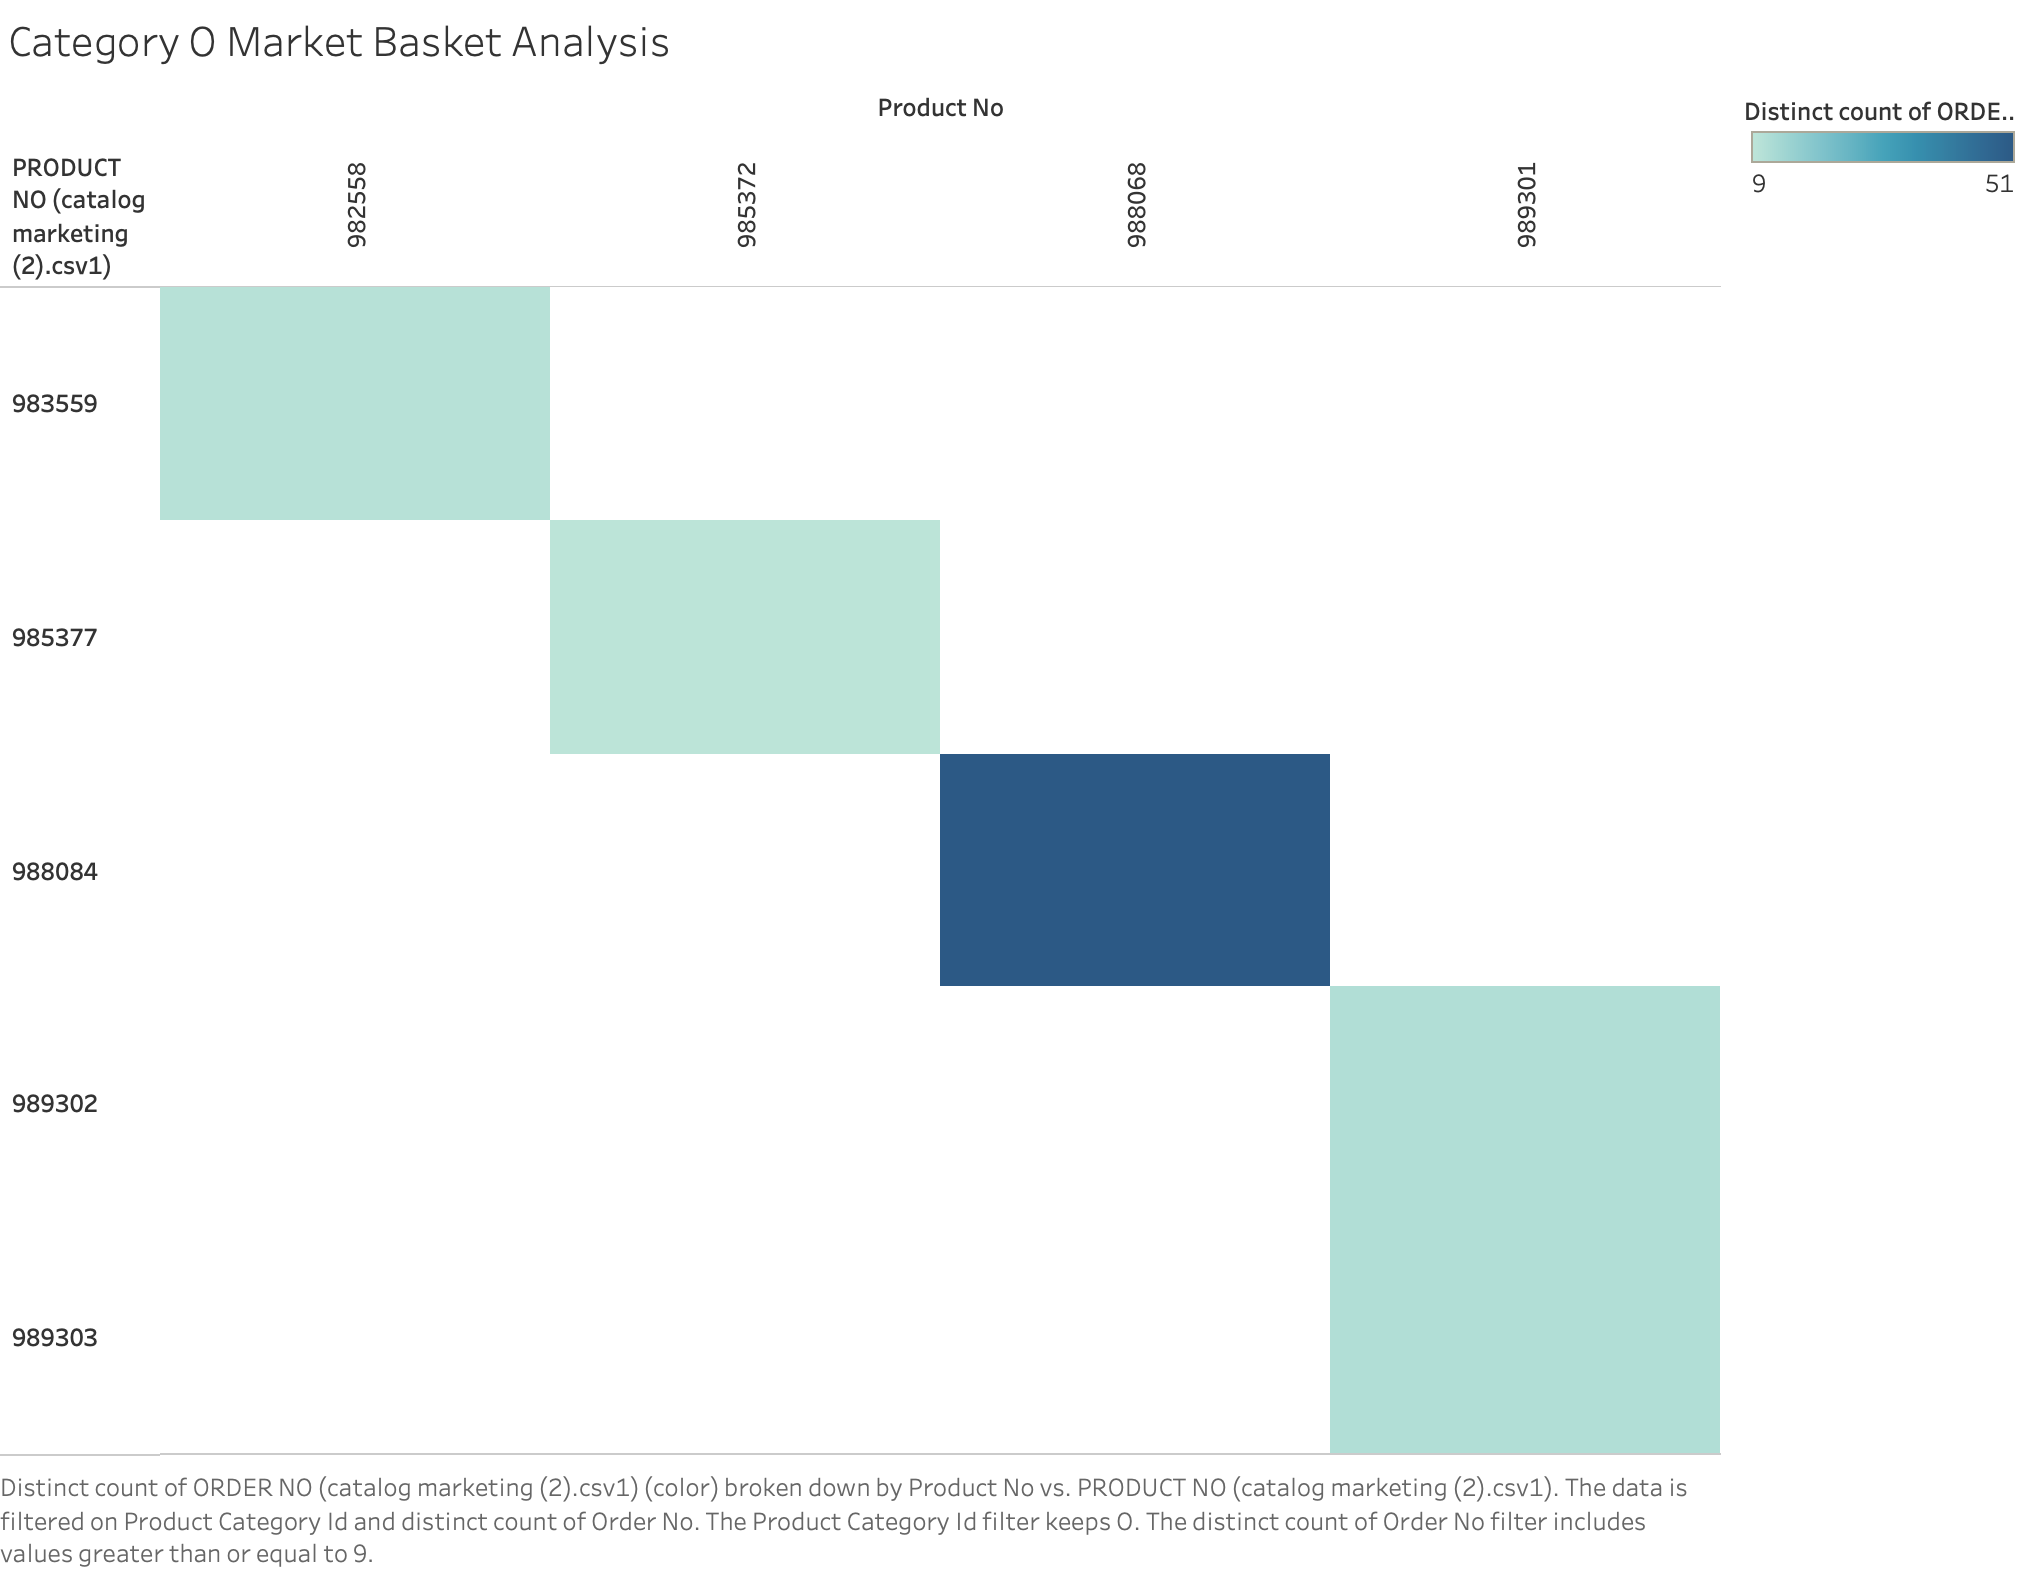 Category O Market Basket Analysis
Product No
Distinct count of ORDE..
9 51
PRODUCT
NO (catalog
marketing
(2).csv1)
982558
985372
988068
989301
983559
985377
988084
989302
989303
Distinct count of ORDER NO (catalog marketing (2).csv1) (color) broken down by Product No vs. PRODUCT NO (catalog marketing (2).csv1). The data is
filtered on Product Category Id and distinct count of Order No. The Product Category Id filter keeps O. The distinct count of Order No filter includes
values greater than or equal to 9.